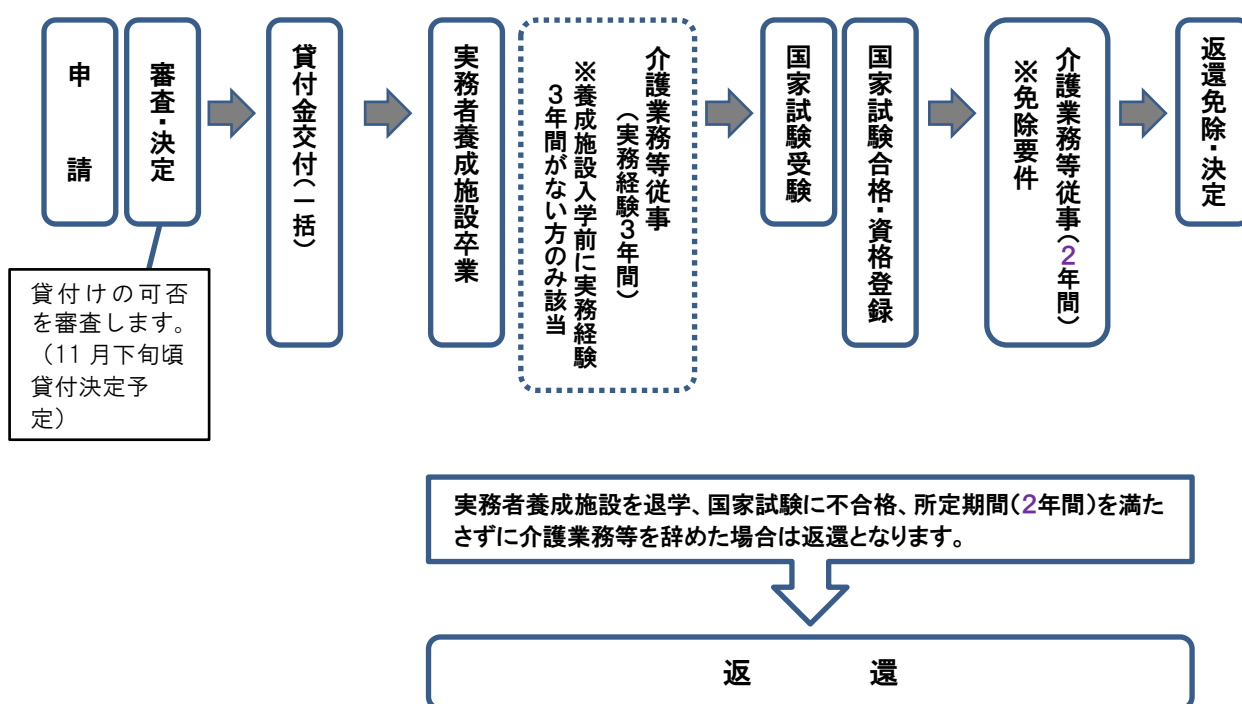 申請
審査・決定
貸付金交付(一括)
実務者養成施設卒業
介護業務等従事
(実務経験3年間)
※養成施設入学前に実務経験
3年間がない方のみ該当
国家試験受験
国家試験合格・資格登録
介護業務等従事(2年間)
※免除要件
返還免除・決定
貸付けの可否
を審査します。
(11月下旬頃
貸付決定予
定)
実務者養成施設を退学、国家試験に不合格、所定期間(2年間)を満た
さずに介護業務等を辞めた場合は返還となります。
返還